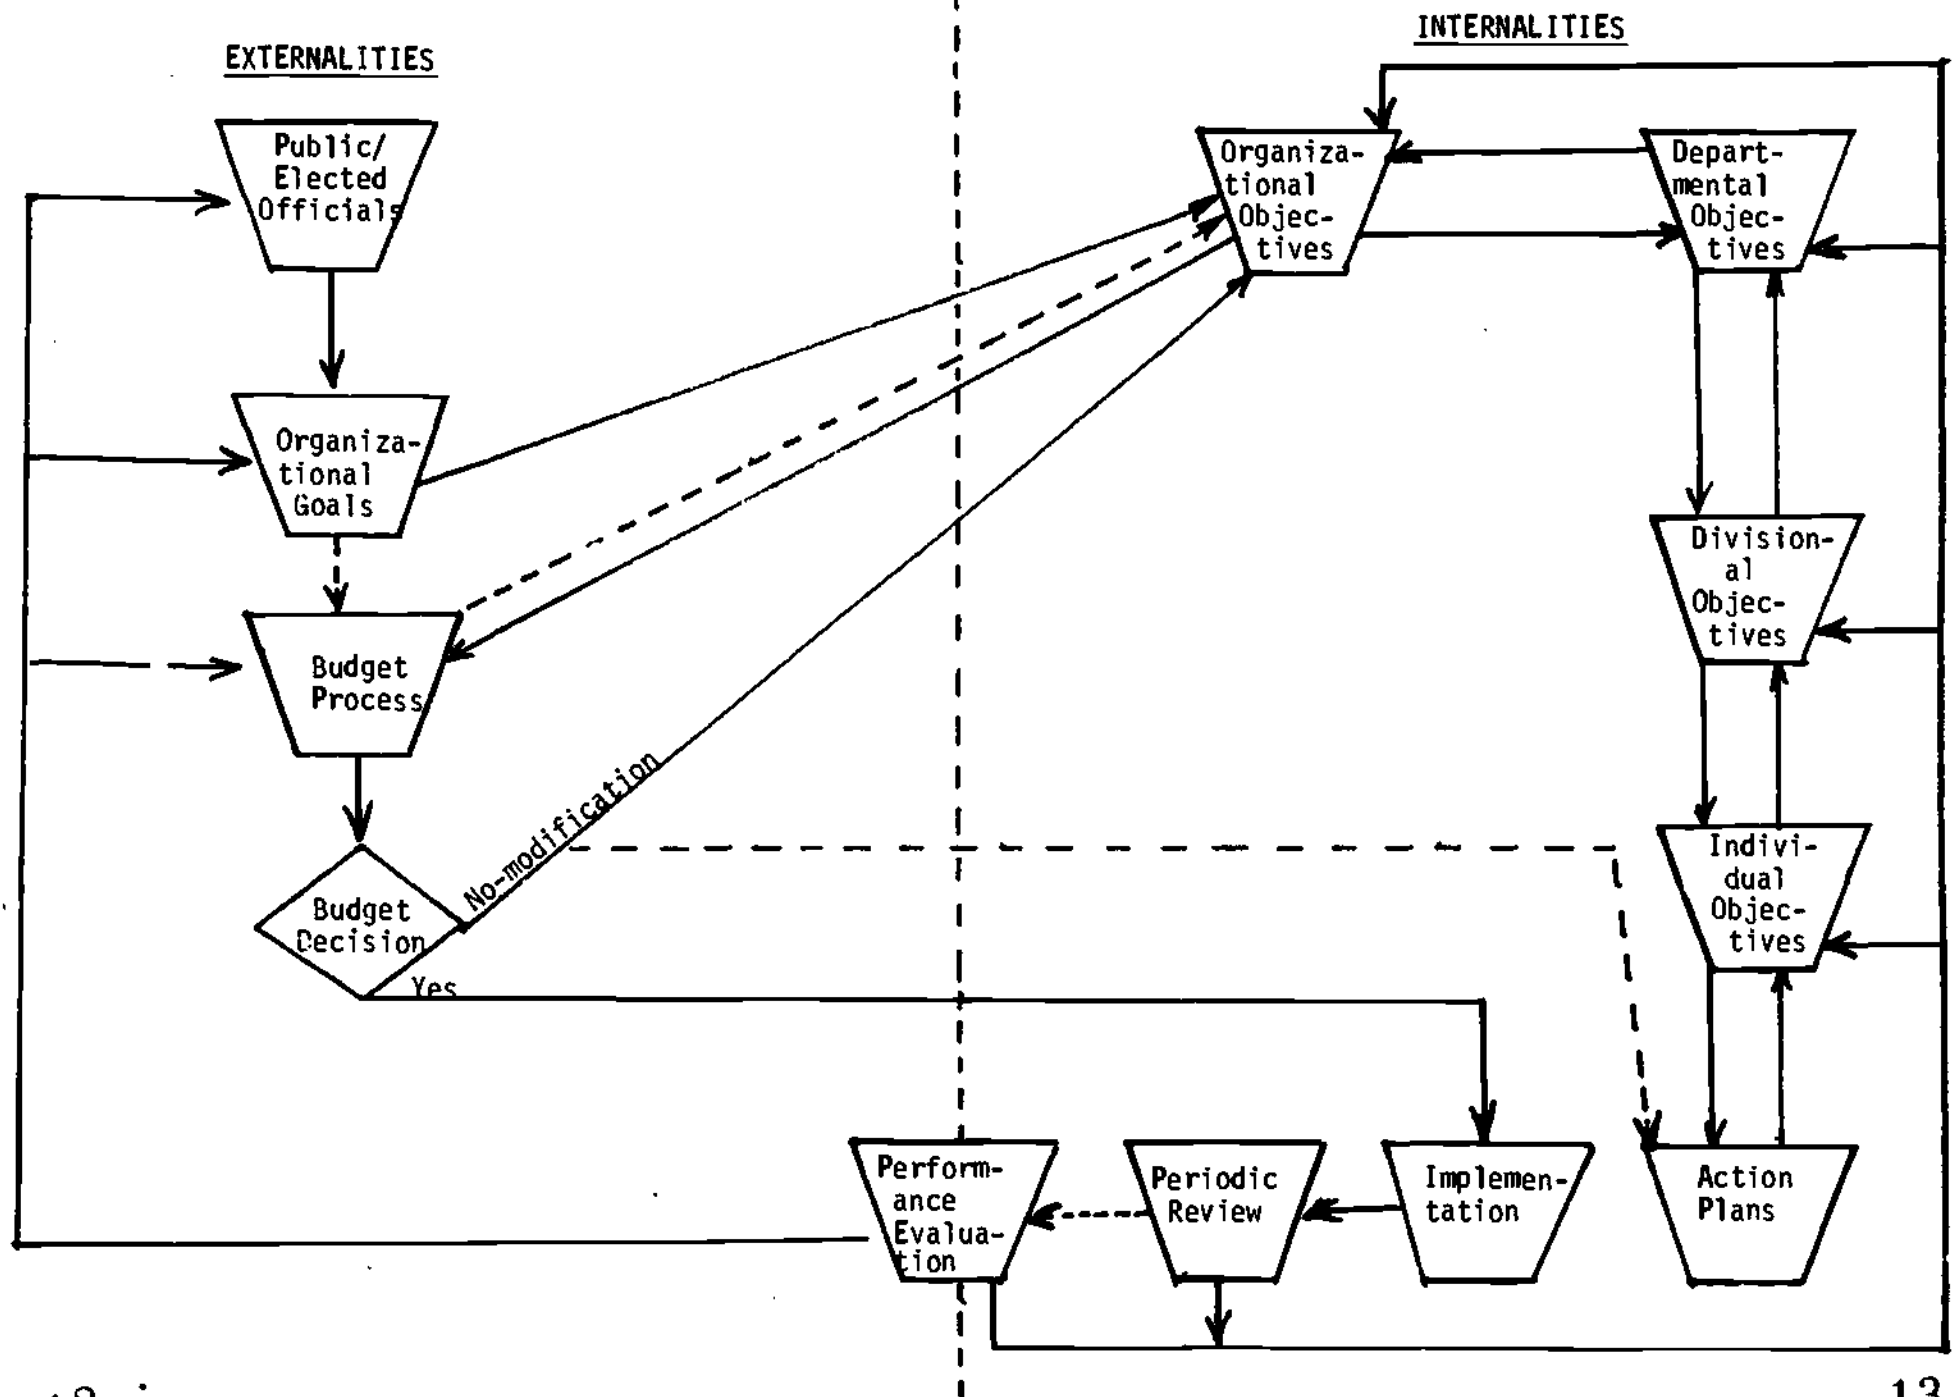 EXTERNALITIES
INTERNALITIES
Public/
Elected
Officials
Organiza-
tional
Objec-
tives
Depart-
mental
Objec-
tives
Organiza-
tional
Goals
Division-
al
Objec-
tives
Budget
Process
No-modification
Indivi-
dual
Objec-
tives
Budget
Decision
Yes
Perform-
ance
Evalua-
tion
Periodic
Review
Implemen-
tation
Action
Plans
13